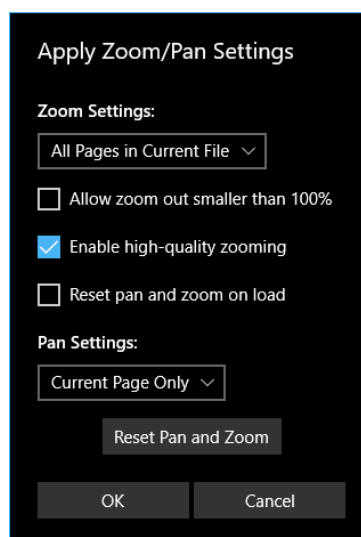 Apply Zoom/Pan Settings
Zoom Settings:
All Pages in Current File
Allow zoom out smaller than 100%
Enable high-quality zooming
Reset pan and zoom on load
Pan Settings:
Current Page Only
Reset Pan and Zoom
OK
Cancel